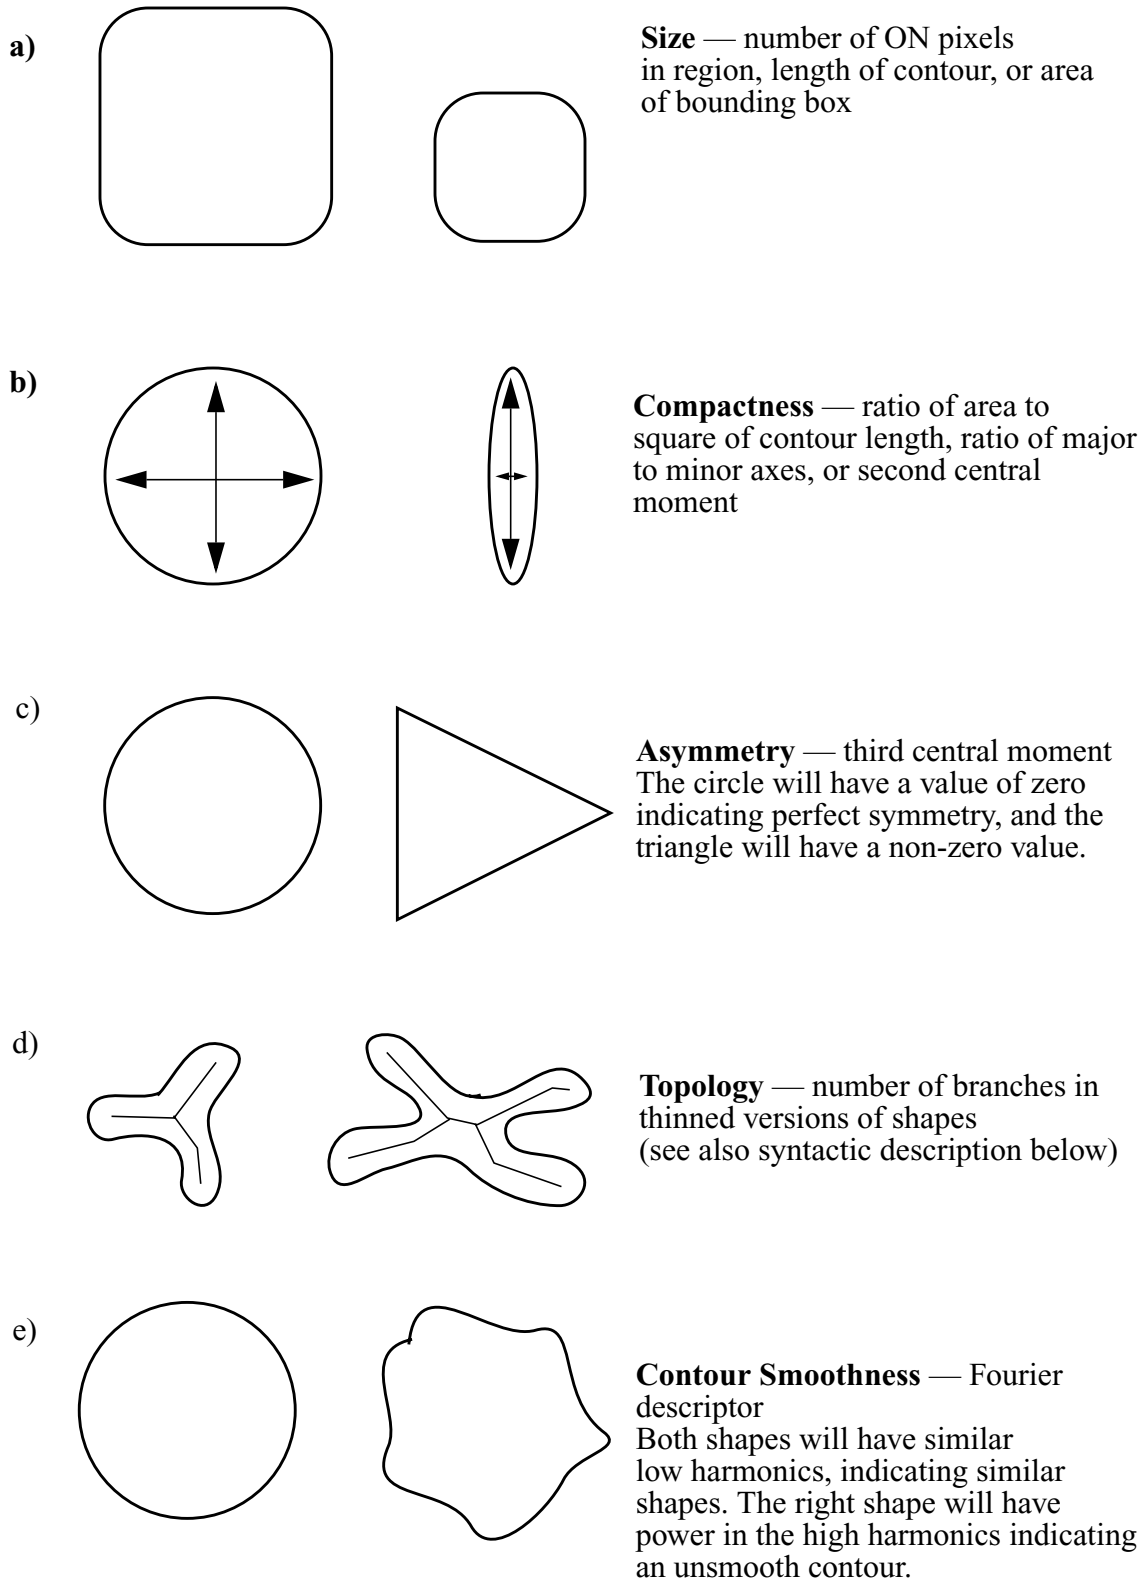 a)
Size — number of ON pixels
in region, length of contour, or area
of bounding box
b)
Compactness — ratio of area to
square of contour length, ratio of major
to minor axes, or second central
moment
c)
Asymmetry — third central moment
The circle will have a value of zero
indicating perfect symmetry, and the
triangle will have a non-zero value.
d)
Topology — number of branches in
thinned versions of shapes
(see also syntactic description below)
e)
Contour Smoothness — Fourier
descriptor
Both shapes will have similar
low harmonics, indicating similar
shapes. The right shape will have
power in the high harmonics indicating
an unsmooth contour.